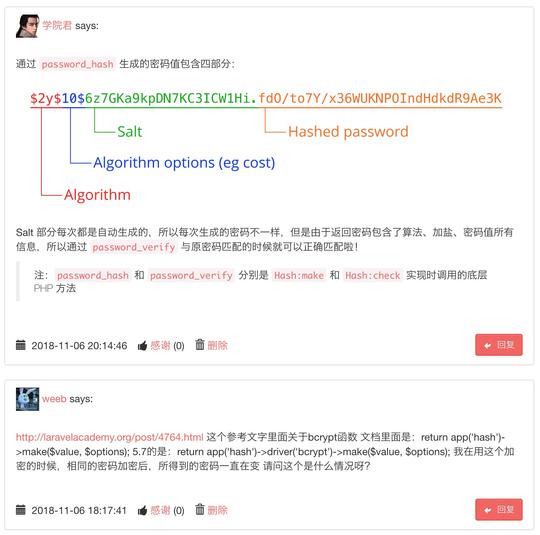 学院君 says:
通过 password_hash 生成的密码值包含四部分：
$2y$10$6z7GKa9kpDN7KC3ICW1Hi.fdO/to7Y/x36WUKNPOIndHdkdR9Ae3K
Salt
Hashed password
Algorithm options (eg cost)
Algorithm
Salt 部分每次都是自动生成的，所以每次生成的密码不一样，但是由于返回密码包含了算法、加盐、密码值所有
信息，所以通过 password_verify 与原密码匹配的时候就可以正确匹配啦！
注： password_hash 和 password_verify 分别是 Hash:make 和 Hash:check 实现时调用的底层
PHP 方法
2018-11-06 20:14:46 感谢 (0) 删除
回复
weeb says:
http://laravelacademy.org/post/4764.html 这个参考文字里面关于bcrypt函数 文档里面是：return app('hash')-
>make($value, $options); 5.7的是：return app('hash')->driver('bcrypt')->make($value, $options); 我在用这个加
密的时候，相同的密码加密后，所得到的密码一直在变 请问这个是什么情况呀?
2018-11-06 18:17:41 感谢 (0) 删除
回复